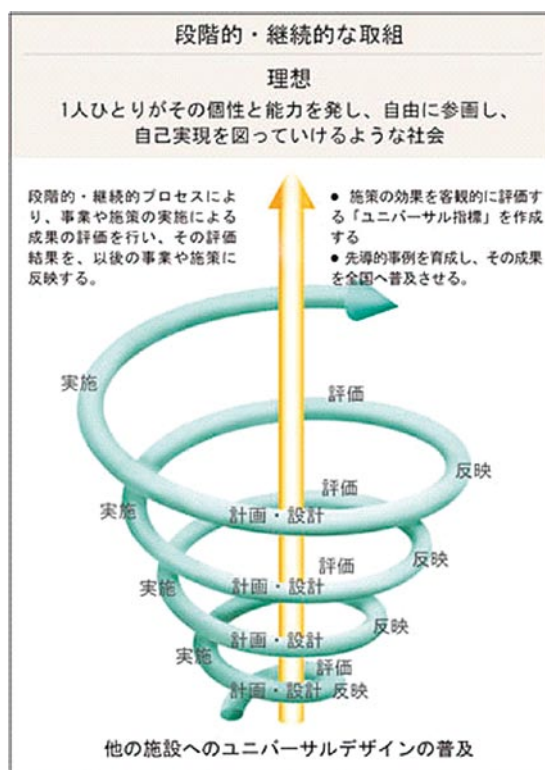 段階的・継続的な取組
理想
1人ひとりがその個性と能力を発し、自由に参画し、
自己実現を図っていけるような社会
段階的・継続的プロセスによ
り、事業や施策の実施による
成果の評価を行い、その評価
結果を、以後の事業や施策に
反映する。
● 施策の効果を客観的に評価す
る「ユニバーサル指標」を作成
する
● 先導的事例を育成し、その成果
を全国へ普及させる。
実施
評価
反映
計画・設計
実施
評価
反映
計画・設計
実施
評価
反映
計画・設計
実施
評価
反映
計画・設計
他の施設へのユニバーサルデザインの普及